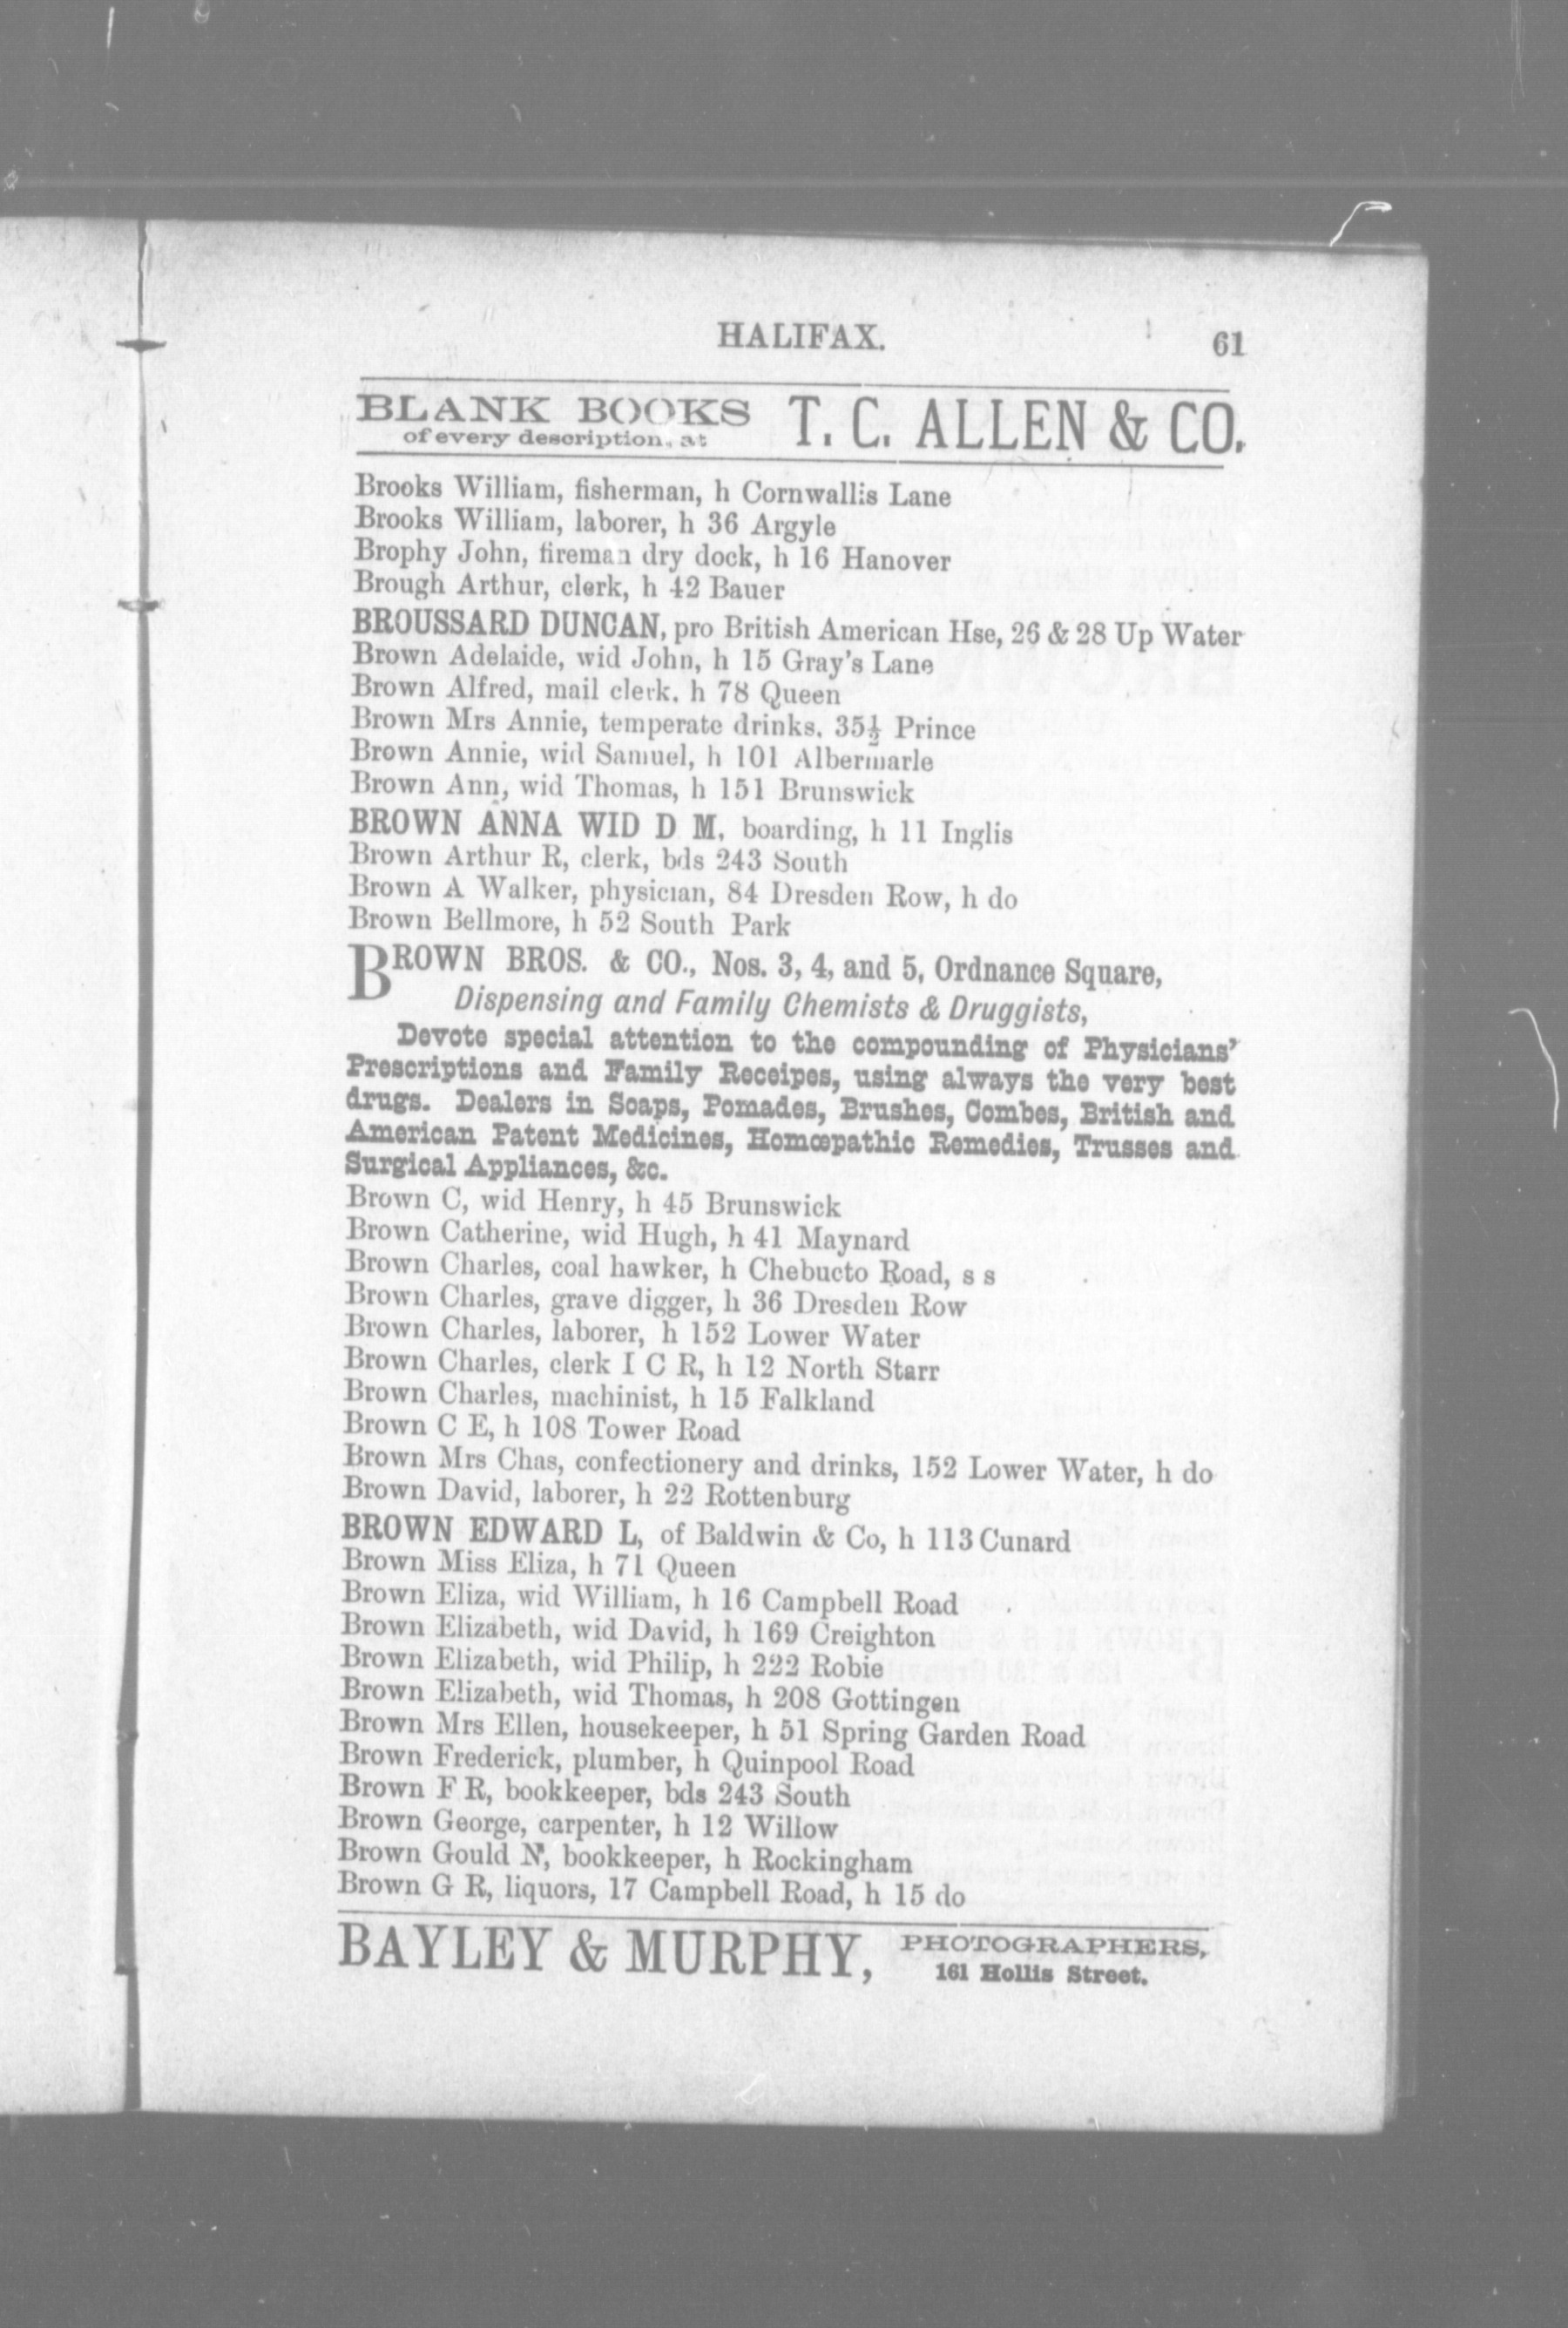 HALIFAX. 61
BLANK BOOKS
of every description, at
T. C. ALLEN & CO.
Brooks William, fisherman, h Cornwallis Lane
Brooks William, laborer, h 36 Argyle
Brophy John, fireman dry dock, h 16 Hanover
Brough Arthur, clerk, h 42 Bauer
BROUSSARD DUNCAN, pro British American Hse, 26 & 28 Up Water
Brown Adelaide, wid John, h 15 Gray's Lane
Brown Alfred, mail clerk. h 78 Queen
Brown Mrs Annie, temperate drinks, 35½ Prince
Brown Annie, wid Samuel, h 101 Albermarle
Brown Ann, wid Thomas, h 151 Brunswick
BROWN ANNA WID D M, boarding, h 11 Inglis
Brown Arthur R, clerk, bds 243 South
Brown A Walker, physician, 84 Dresden Row, h do
Brown Bellmore, h 52 South Park
BROWN BROS. & CO., Nos. 3, 4, and 5, Ordnance Square,
Dispensing and Family Chemists & Druggists,
Devote special attention to the compounding of Physicians'
Prescriptions and Family Receipes, using always the very best
drugs. Dealers in Soaps, Pomades, Brushes, Combes, British and
American Patent Medicines, Homœpathic Remedies, Trusses and
Surgical Appliances, &c.
Brown C, wid Henry, h 45 Brunswick
Brown Catherine, wid Hugh, h 41 Maynard
Brown Charles, coal hawker, h Chebucto Road, s s
Brown Charles, grave digger, h 36 Dresden Row
Brown Charles, laborer, h 152 Lower Water
Brown Charles, clerk I C R, h 12 North Starr
Brown Charles, machinist, h 15 Falkland
Brown C E, h 108 Tower Road
Brown Mrs Chas, confectionery and drinks, 152 Lower Water, h do
Brown David, laborer, h 22 Rottenburg
BROWN EDWARD L, of Baldwin & Co, h 113 Cunard
Brown Miss Eliza, h 71 Queen
Brown Eliza, wid William, h 16 Campbell Road
Brown Elizabeth, wid David, h 169 Creighton
Brown Elizabeth, wid Philip, h 222 Robie
Brown Elizabeth, wid Thomas, h 208 Gottingen
Brown Mrs Ellen, housekeeper, h 51 Spring Garden Road
Brown Frederick, plumber, h Quinpool Road
Brown F R, bookkeeper, bds 243 South
Brown George, carpenter, h 12 Willow
Brown Gould N, bookkeeper, h Rockingham
Brown G R, liquors, 17 Campbell Road, h 15 do
BAYLEY & MURPHY,
PHOTOGRAPHERS,
161 Hollis Street.